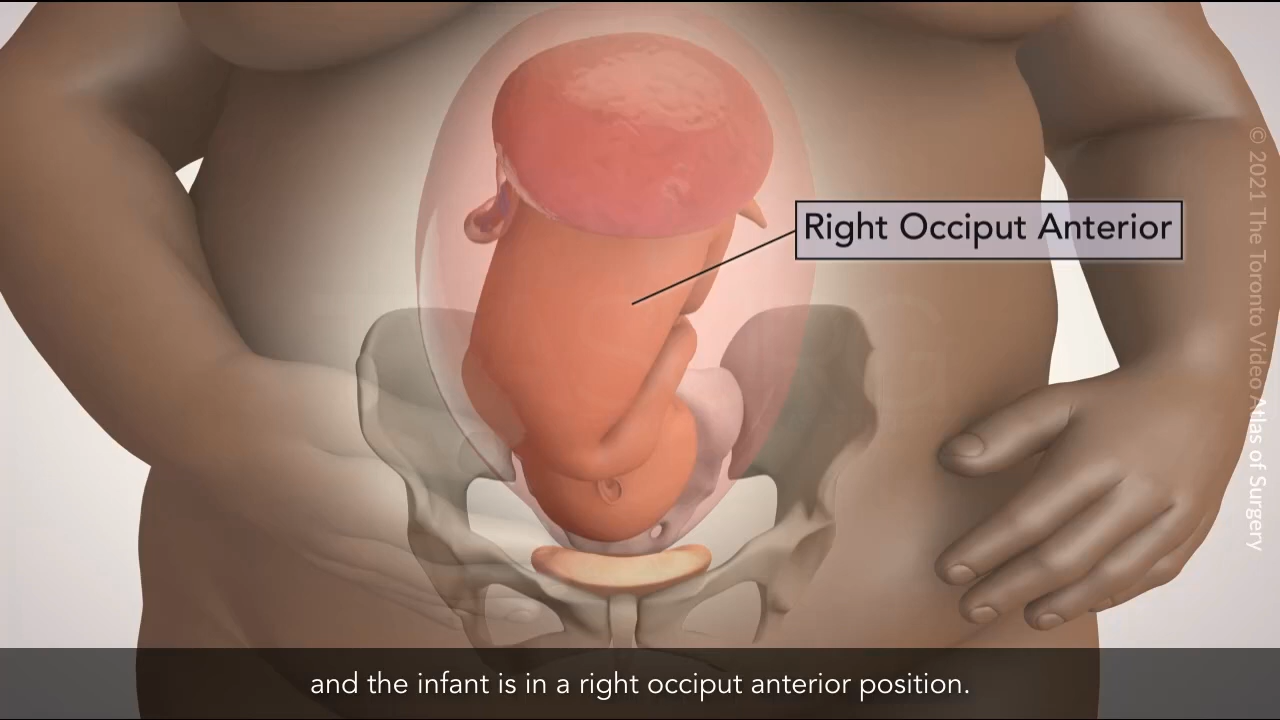 Right Occiput Anterior
© 2021 The Toronto Video Atlas of Surgery
and the infant is in a right occiput anterior position.